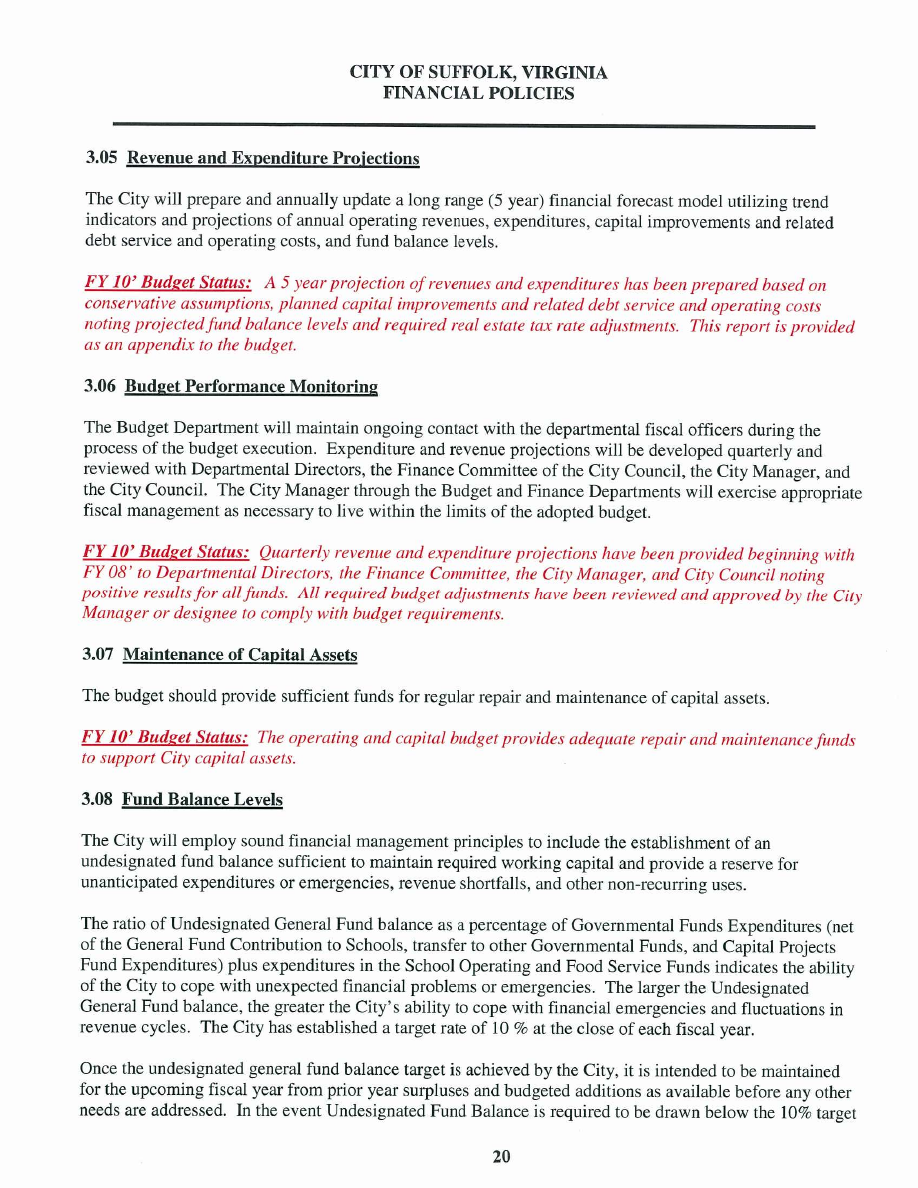 CITY OF SUFFOLK, VIRGINIA
FINANCIAL POLICIES
3.05 Revenue and Expenditure Projections
The City will prepare and annually update a long range (5 year) financial forecast model utilizing trend
indicators and projections of annual operating revenues, expenditures, capital improvements and related
debt service and operating costs, and fund balance levels.
FY 10' Budget Status: A 5 year projection of revenues and expenditures has been prepared based on
conservative assumptions, planned capital improvements and related debt service and operating costs
noting projected fund balance levels and required real estate tax rate adjustments. This report is provided
as an appendix to the budget.
3.06 Budget Performance Monitoring
The Budget Department will maintain ongoing contact with the departmental fiscal officers during the
process of the budget execution. Expenditure and revenue projections will be developed quarterly and
reviewed with Departmental Directors, the Finance Committee of the City Council, the City Manager, and
the City Council. The City Manager through the Budget and Finance Departments will exercise appropriate
fiscal management as necessary to live within the limits of the adopted budget.
FY 10' Budget Status: Quarterly revenue and expenditure projections have been provided beginning with
FY 08' to Departmental Directors, the Finance Committee, the City Manager, and City Council noting
positive results for all funds. All required budget adjustments have been reviewed and approved by the City
Manager or designee to comply with budget requirements.
3.07 Maintenance of Capital Assets
The budget should provide sufficient funds for regular repair and maintenance of capital assets.
FY 10' Budget Status: The operating and capital budget provides adequate repair and maintenance funds
to support City capital assets.
3.08 Fund Balance Levels
The City will employ sound financial management principles to include the establishment of an
undesignated fund balance sufficient to maintain required working capital and provide a reserve for
unanticipated expenditures or emergencies, revenue shortfalls, and other non-recurring uses.
The ratio of Undesignated General Fund balance as a percentage of Governmental Funds Expenditures (net
of the General Fund Contribution to Schools, transfer to other Governmental Funds, and Capital Projects
Fund Expenditures) plus expenditures in the School Operating and Food Service Funds indicates the ability
of the City to cope with unexpected financial problems or emergencies. The larger the Undesignated
General Fund balance, the greater the City's ability to cope with financial emergencies and fluctuations in
revenue cycles. The City has established a target rate of 10 % at the close of each fiscal year.
Once the undesignated general fund balance target is achieved by the City, it is intended to be maintained
for the upcoming fiscal year from prior year surpluses and budgeted additions as available before any other
needs are addressed. In the event Undesignated Fund Balance is required to be drawn below the 10% target
20